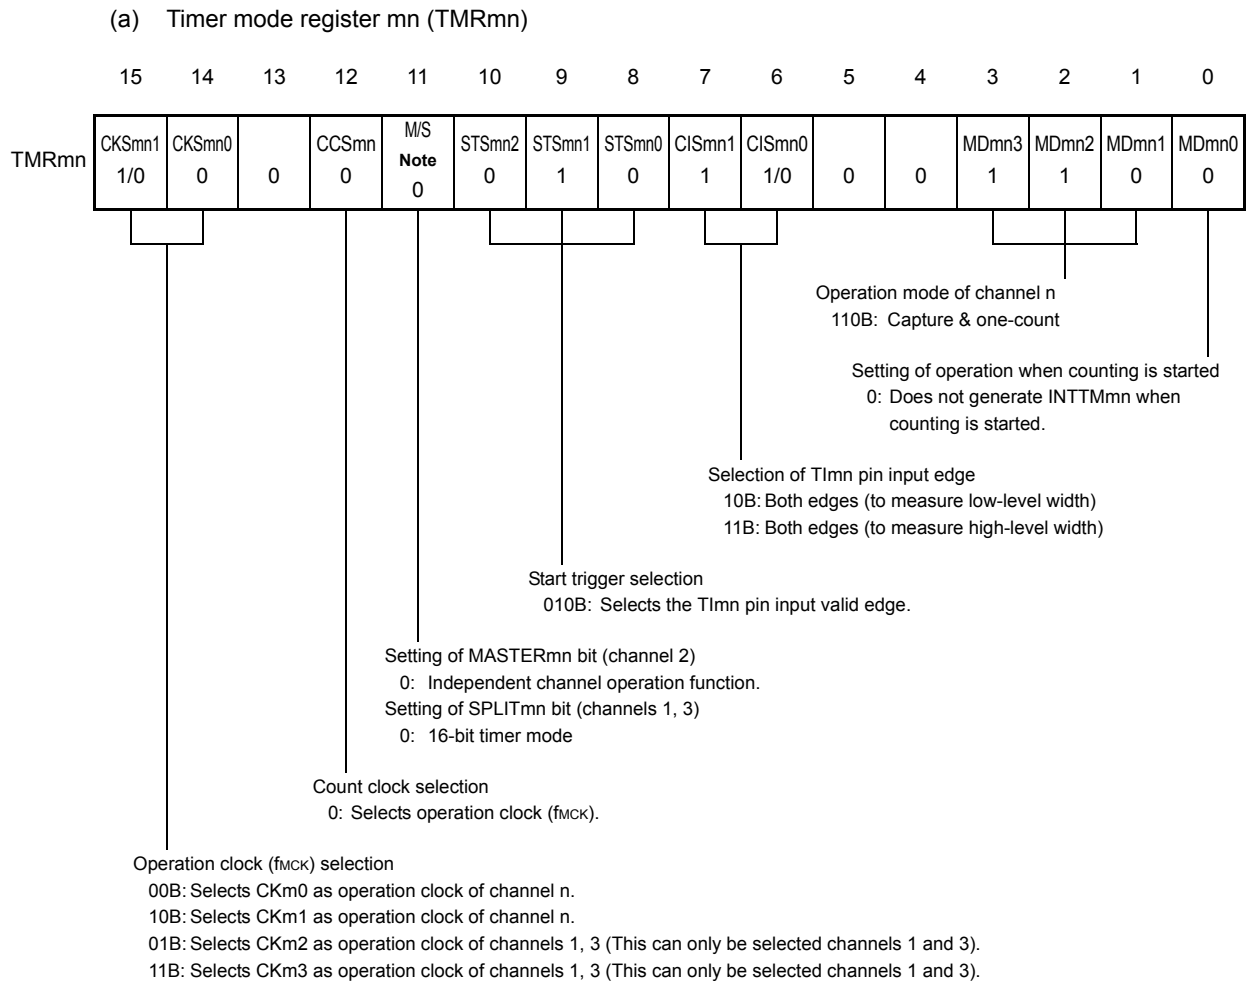 (a) Timer mode register mn (TMRmn)
15 14 13 12 11 10 9 8 7 6 5 4 3 2 1 0
TMRmn
CKSmn1 CKSmn0 CCSmn M/S Note STSmn2 STSmn1 STSmn0 CISmn1 CISmn0 MDmn3 MDmn2 MDmn1 MDmn0
1/0 0 0 0 0 0 1 0 1 1/0 0 0 1 1 0 0
Operation mode of channel n
110B: Capture & one-count
Setting of operation when counting is started
0: Does not generate INTTMmn when
counting is started.
Selection of TImn pin input edge
10B: Both edges (to measure low-level width)
11B: Both edges (to measure high-level width)
Start trigger selection
010B: Selects the TImn pin input valid edge.
Setting of MASTERmn bit (channel 2)
0: Independent channel operation function.
Setting of SPLITmn bit (channels 1, 3)
0: 16-bit timer mode
Count clock selection
0: Selects operation clock (fMCK).
Operation clock (fMCK) selection
00B: Selects CKm0 as operation clock of channel n.
10B: Selects CKm1 as operation clock of channel n.
01B: Selects CKm2 as operation clock of channels 1, 3 (This can only be selected channels 1 and 3).
11B: Selects CKm3 as operation clock of channels 1, 3 (This can only be selected channels 1 and 3).